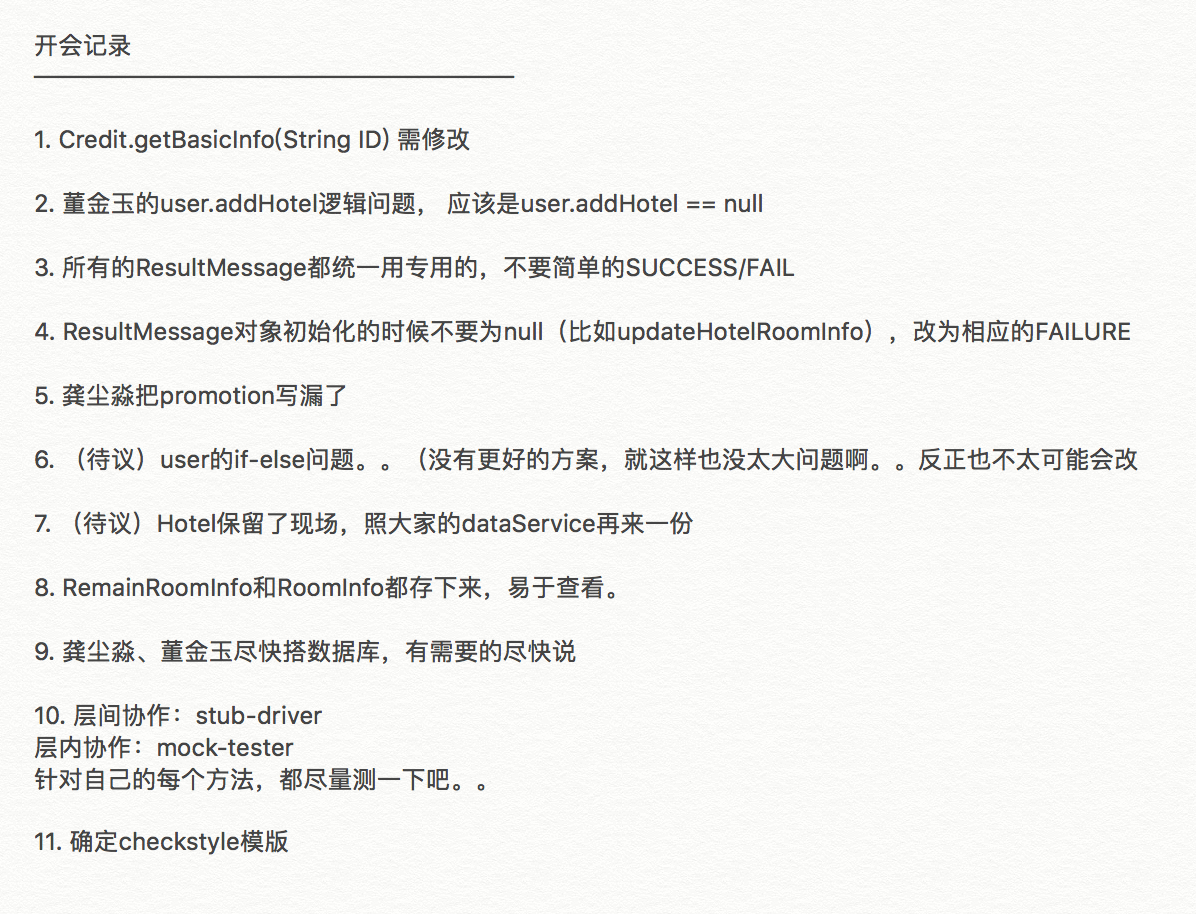 开会记录
1. Credit.getBasicInfo(String ID) 需修改
2. 董金玉的user.addHotel逻辑问题， 应该是user.addHotel == null
3. 所有的ResultMessage都统一用专用的，不要简单的SUCCESS/FAIL
4. ResultMessage对象初始化的时候不要为null（比如updateHotelRoomInfo），改为相应的FAILURE
5. 龚尘淼把promotion写漏了
6. （待议）user的if-else问题。。（没有更好的方案，就这样也没太大问题啊。。反正也不太可能会改
7. （待议）Hotel保留了现场，照大家的dataService再来一份
8. RemainRoomInfo和RoomInfo都存下来，易于查看。
9. 龚尘淼、董金玉尽快搭数据库，有需要的尽快说
10. 层间协作：stub-driver
层内协作：mock-tester
针对自己的每个方法，都尽量测一下吧。。
11. 确定checkstyle模版